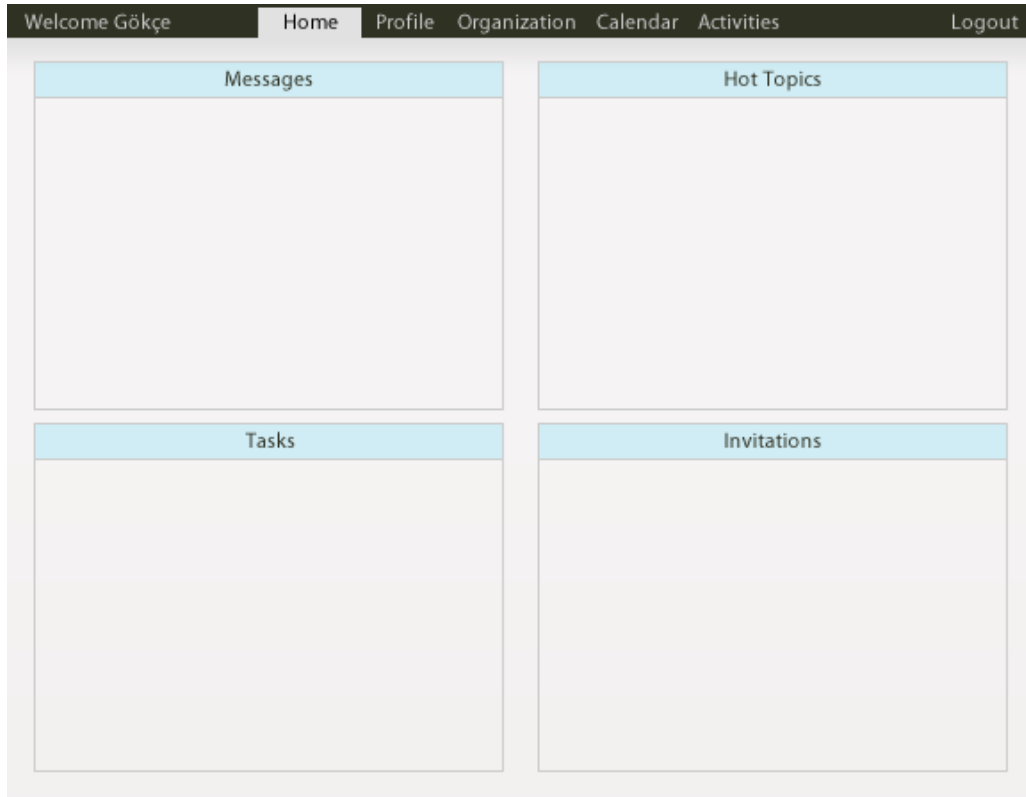 Welcome Gökçe Home Profile Organization Calendar Activities Logout
Messages
Hot Topics
Tasks
Invitations